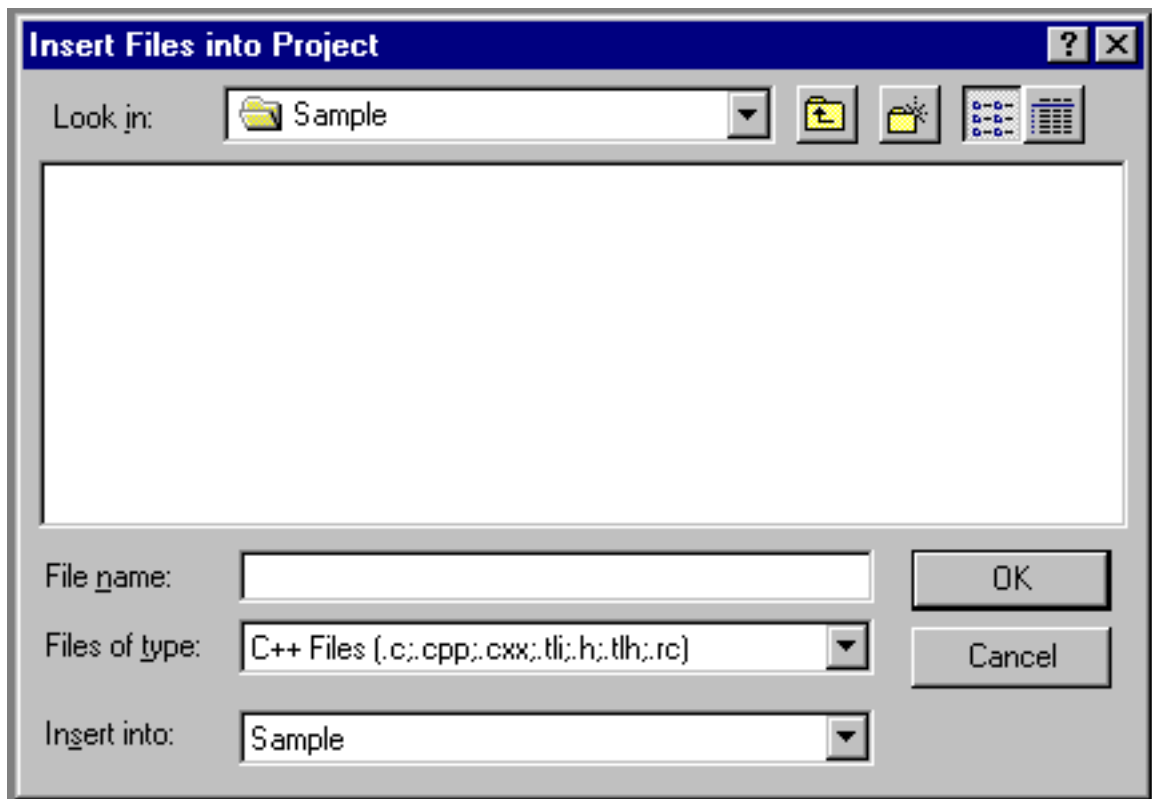 Insert Files into Project
Look in: Sample
File name: OK
Files of type: C++ Files (.c;.cpp;.cxx;.tli;.h;.tlh;.rc) Cancel
Insert into: Sample